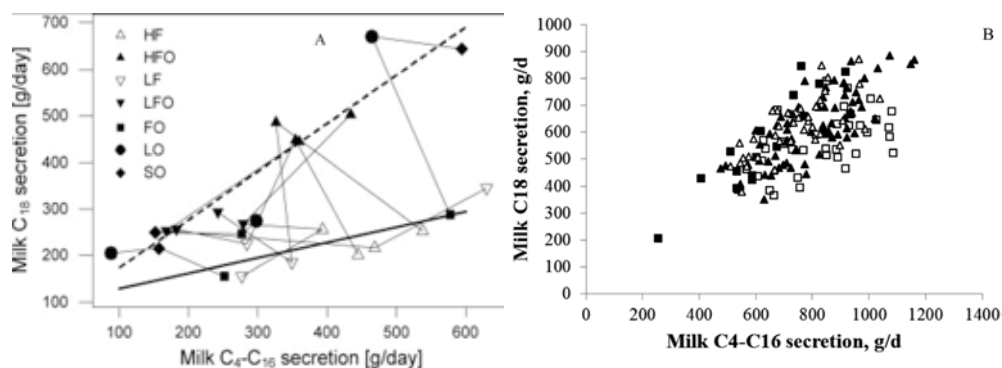 A
HF
HFO
LF
LFO
FO
LO
SO
700
600
500
400
300
200
100
100 200 300 400 500 600
Milk C₁₈ secretion [g/day]
Milk C₄-C₁₆ secretion [g/day]
B
1000
900
800
700
600
500
400
300
200
100
0
0 200 400 600 800 1000 1200 1400
Milk C18 secretion, g/d
Milk C4-C16 secretion, g/d